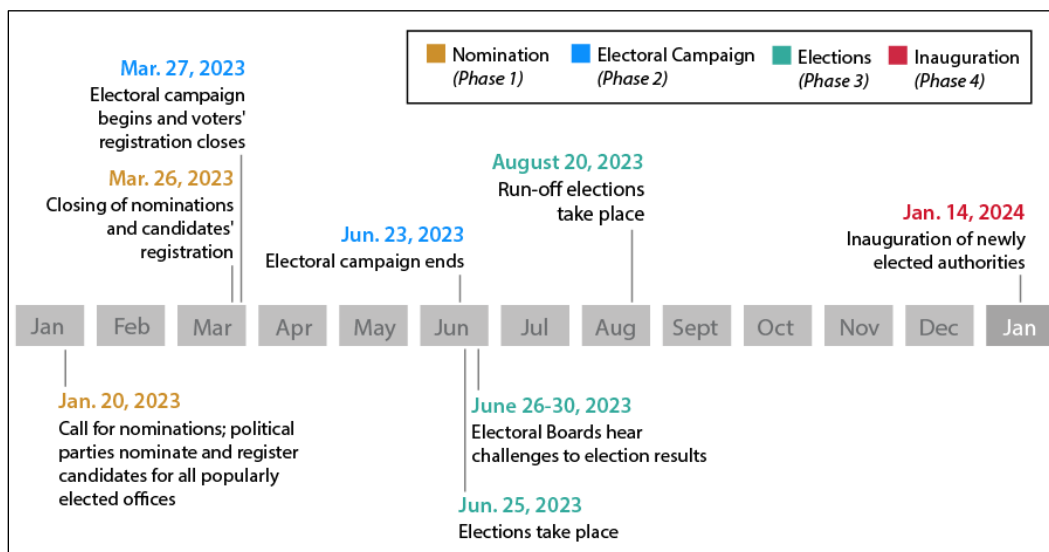 Nomination
(Phase 1)
Electoral Campaign
(Phase 2)
Elections
(Phase 3)
Inauguration
(Phase 4)
Mar. 27, 2023
Electoral campaign
begins and voters'
registration closes
Mar. 26, 2023
Closing of nominations
and candidates'
registration
Jun. 23, 2023
Electoral campaign ends
August 20, 2023
Run-off elections
take place
Jan. 14, 2024
Inauguration of newly
elected authorities
Jan Feb Mar Apr May Jun Jul Aug Sept Oct Nov Dec Jan
Jan. 20, 2023
Call for nominations; political
parties nominate and register
candidates for all popularly
elected offices
June 26-30, 2023
Electoral Boards hear
challenges to election results
Jun. 25, 2023
Elections take place